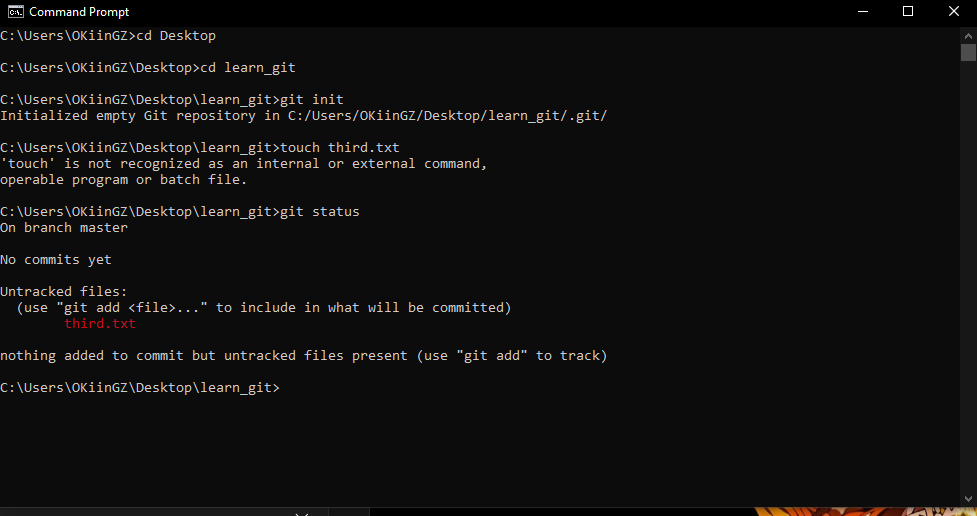 Command Prompt
C:\Users\OKiinGZ>cd Desktop
C:\Users\OKiinGZ\Desktop>cd learn_git
C:\Users\OKiinGZ\Desktop\learn_git>git init
Initialized empty Git repository in C:/Users/OKiinGZ/Desktop/learn_git/.git/
C:\Users\OKiinGZ\Desktop\learn_git>touch third.txt
'touch' is not recognized as an internal or external command,
operable program or batch file.
C:\Users\OKiinGZ\Desktop\learn_git>git status
On branch master
No commits yet
Untracked files:
  (use "git add <file>..." to include in what will be committed)
        third.txt
nothing added to commit but untracked files present (use "git add" to track)
C:\Users\OKiinGZ\Desktop\learn_git>